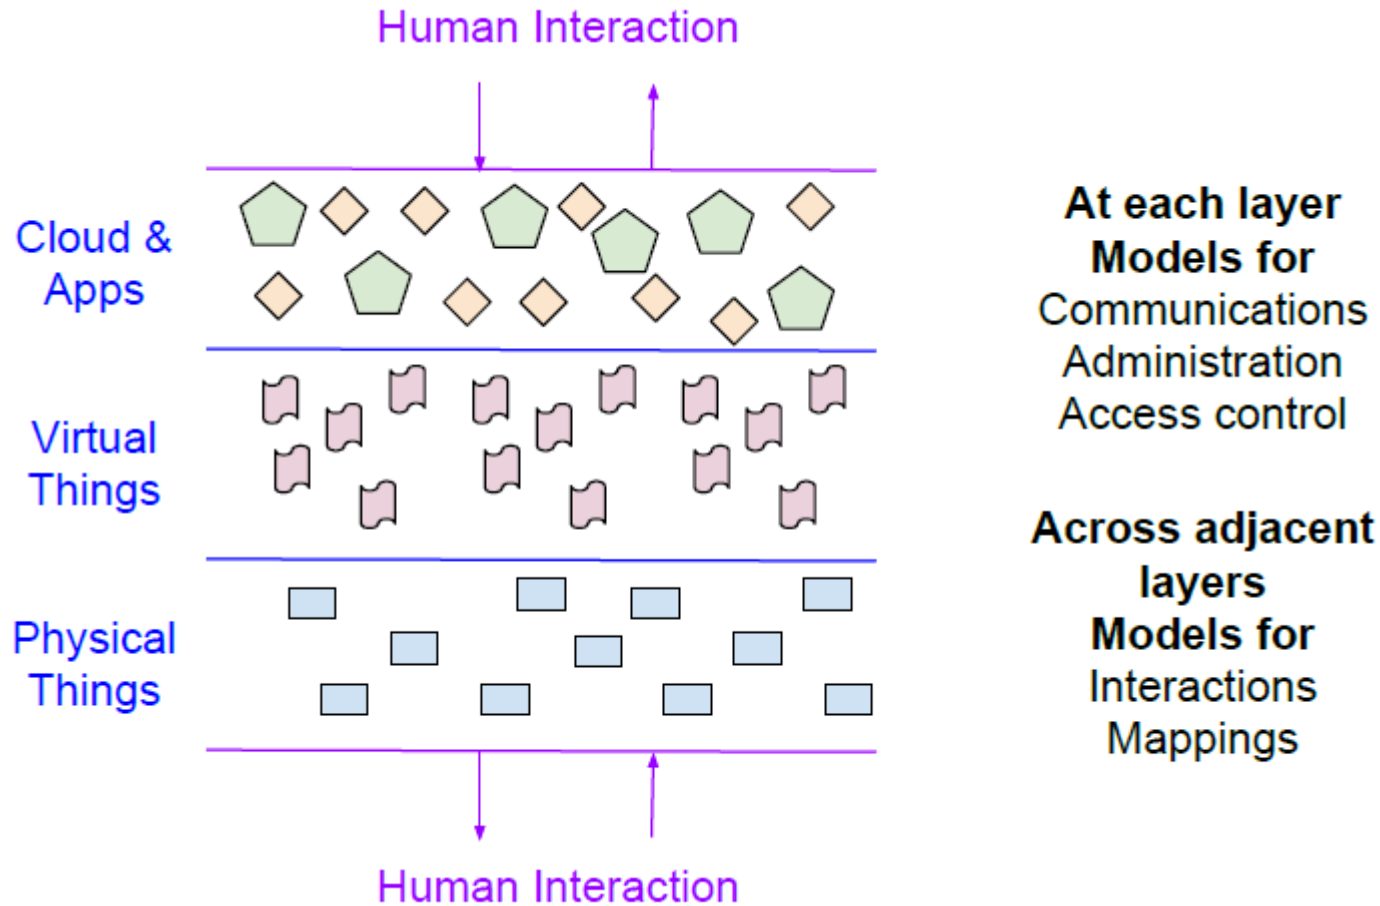 Human Interaction
Cloud &
Apps
Virtual
Things
Physical
Things
At each layer
Models for
Communications
Administration
Access control
Across adjacent
layers
Models for
Interactions
Mappings
Human Interaction